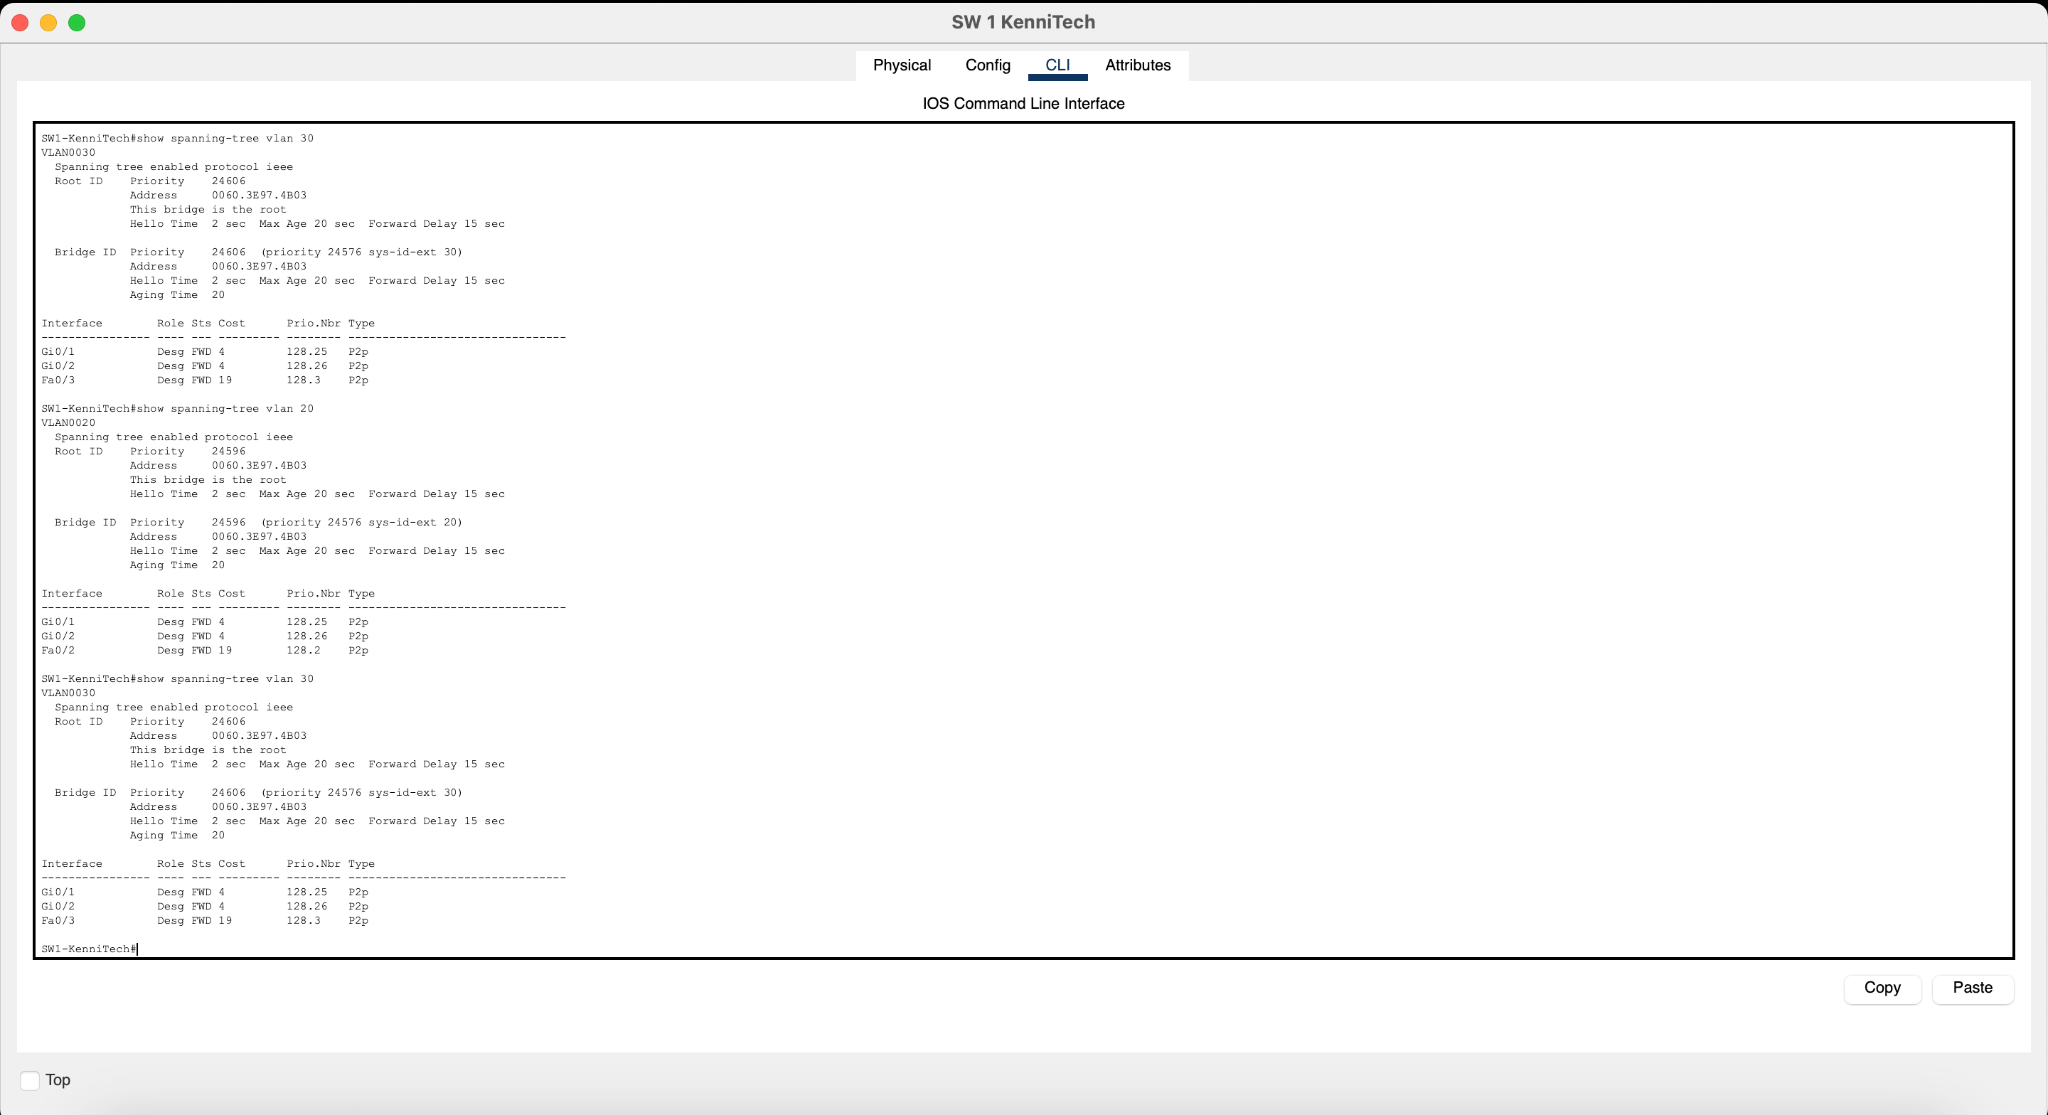 SW 1 KenniTech
Physical Config CLI Attributes
IOS Command Line Interface
SW1-KenniTech#show spanning-tree vlan 30
VLAN0030
  Spanning tree enabled protocol ieee
  Root ID    Priority    24606
             Address     0060.3E97.4B03
             This bridge is the root
             Hello Time  2 sec  Max Age 20 sec  Forward Delay 15 sec

  Bridge ID  Priority    24606  (priority 24576 sys-id-ext 30)
             Address     0060.3E97.4B03
             Hello Time  2 sec  Max Age 20 sec  Forward Delay 15 sec
             Aging Time  20

Interface        Role Sts Cost      Prio.Nbr Type
---------------- ---- --- --------- -------- --------------------------------
Gi0/1            Desg FWD 4         128.25   P2p
Gi0/2            Desg FWD 4         128.26   P2p
Fa0/3            Desg FWD 19        128.3    P2p

SW1-KenniTech#show spanning-tree vlan 20
VLAN0020
  Spanning tree enabled protocol ieee
  Root ID    Priority    24596
             Address     0060.3E97.4B03
             This bridge is the root
             Hello Time  2 sec  Max Age 20 sec  Forward Delay 15 sec

  Bridge ID  Priority    24596  (priority 24576 sys-id-ext 20)
             Address     0060.3E97.4B03
             Hello Time  2 sec  Max Age 20 sec  Forward Delay 15 sec
             Aging Time  20

Interface        Role Sts Cost      Prio.Nbr Type
---------------- ---- --- --------- -------- --------------------------------
Gi0/1            Desg FWD 4         128.25   P2p
Gi0/2            Desg FWD 4         128.26   P2p
Fa0/2            Desg FWD 19        128.2    P2p

SW1-KenniTech#show spanning-tree vlan 30
VLAN0030
  Spanning tree enabled protocol ieee
  Root ID    Priority    24606
             Address     0060.3E97.4B03
             This bridge is the root
             Hello Time  2 sec  Max Age 20 sec  Forward Delay 15 sec

  Bridge ID  Priority    24606  (priority 24576 sys-id-ext 30)
             Address     0060.3E97.4B03
             Hello Time  2 sec  Max Age 20 sec  Forward Delay 15 sec
             Aging Time  20

Interface        Role Sts Cost      Prio.Nbr Type
---------------- ---- --- --------- -------- --------------------------------
Gi0/1            Desg FWD 4         128.25   P2p
Gi0/2            Desg FWD 4         128.26   P2p
Fa0/3            Desg FWD 19        128.3    P2p

SW1-KenniTech#
Copy Paste
Top